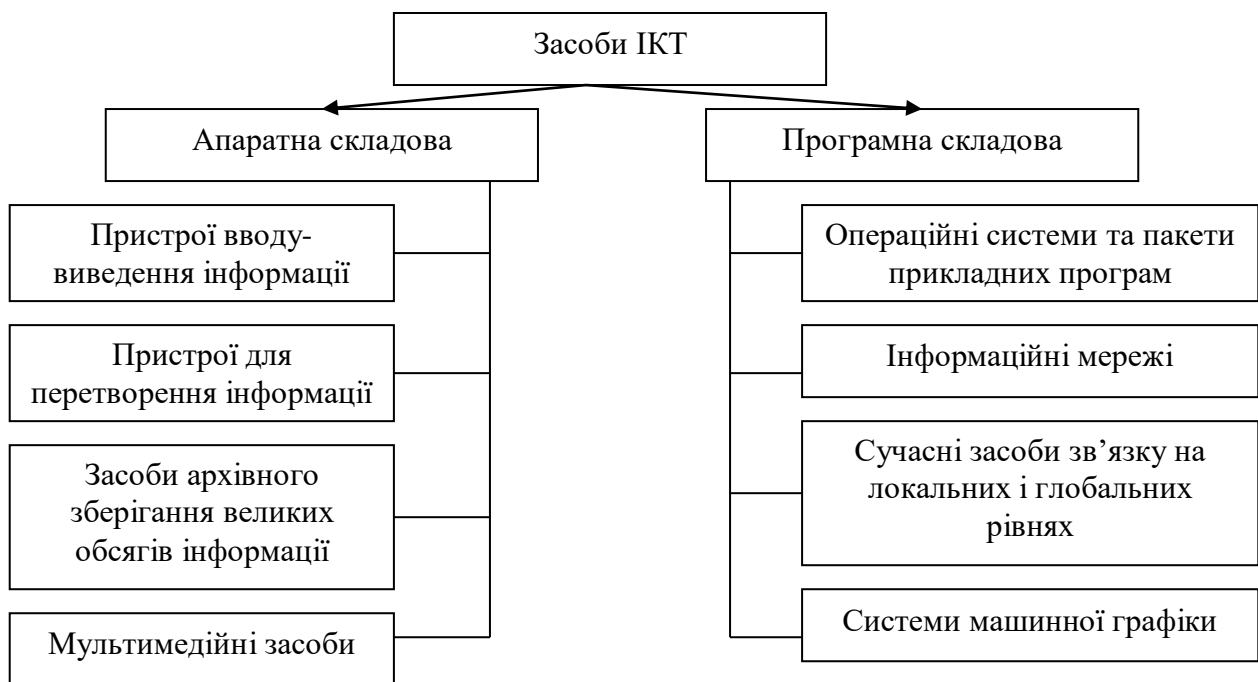 Засоби ІКТ
Апаратна складова
Програмна складова
Пристрої вводу-
виведення інформації
Пристрої для
перетворення інформації
Засоби архівного
зберігання великих
обсягів інформації
Мультимедійні засоби
Операційні системи та пакети
прикладних програм
Інформаційні мережі
Сучасні засоби зв’язку на
локальних і глобальних
рівнях
Системи машинної графіки